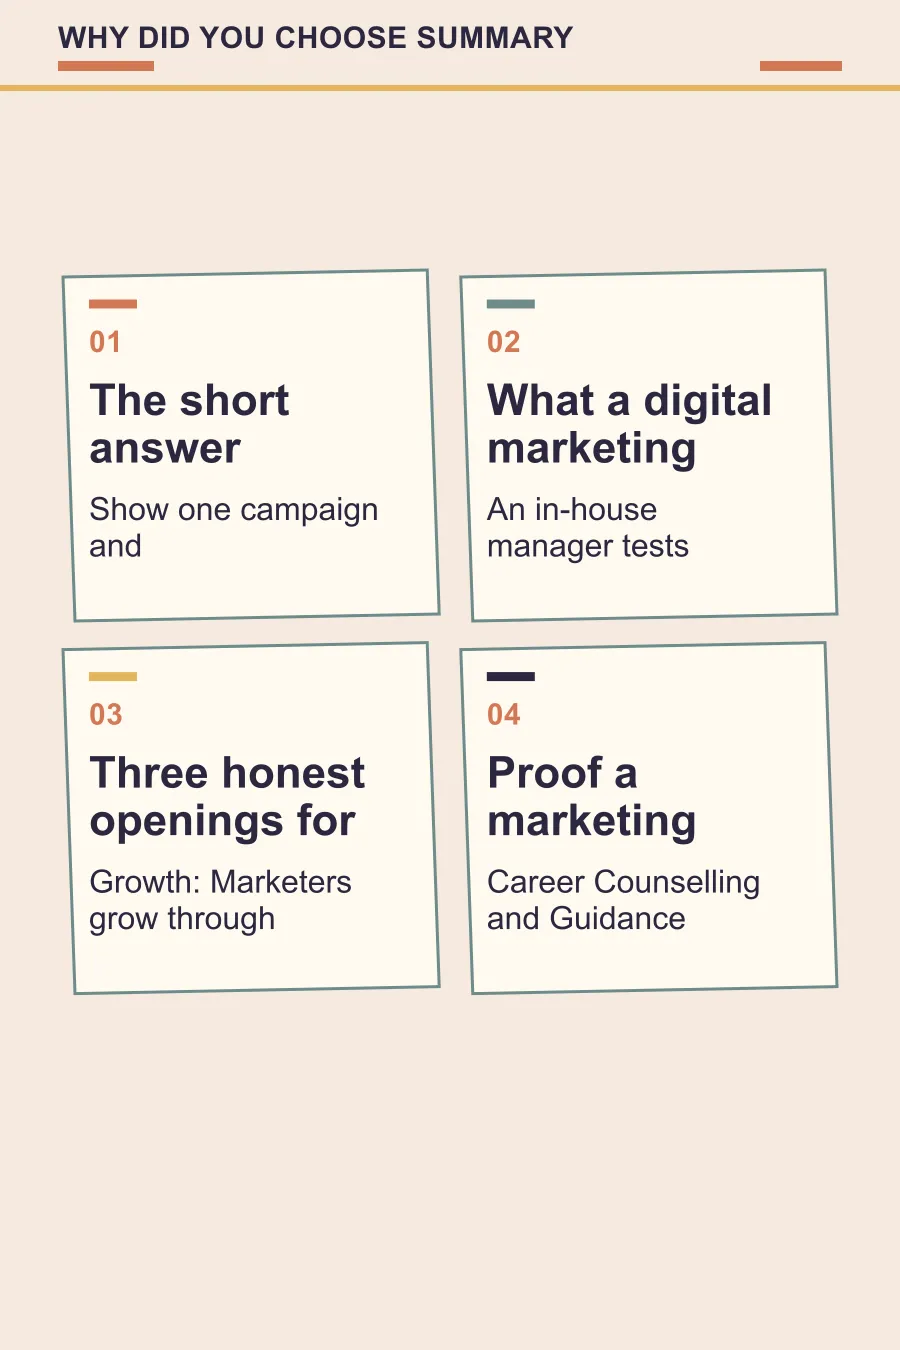 WHY DID YOU CHOOSE SUMMARY
01
The short
answer
Show one campaign
and
02
What a digital
marketing
An in-house
manager tests
03
Three honest
openings for
Growth: Marketers
grow through
04
Proof a
marketing
Career Counselling
and Guidance